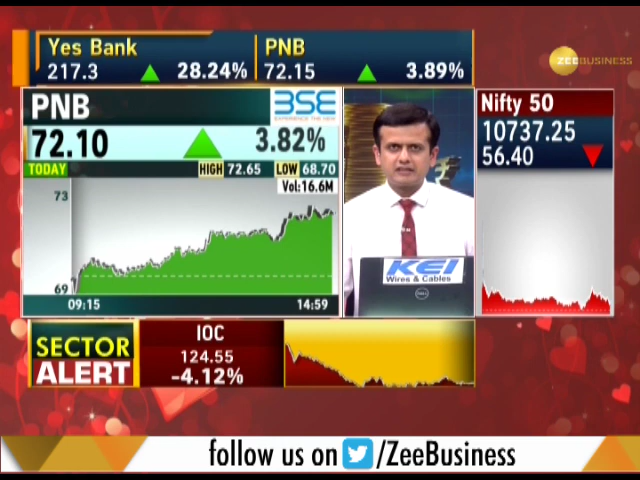 Yes Bank
217.3 28.24%
PNB
72.15 3.89%
ZEEBUSINESS
PNB
BSE
EXPERIENCE THE NEW
72.10 3.82%
TODAY HIGH 72.65 LOW 68.70
Vol:16.6M
73
69
09:15 14:59
KEI
Wires & Cables
DELL
Nifty 50
10737.25
56.40
SECTOR
ALERT
IOC
124.55
-4.12%
follow us on /ZeeBusiness